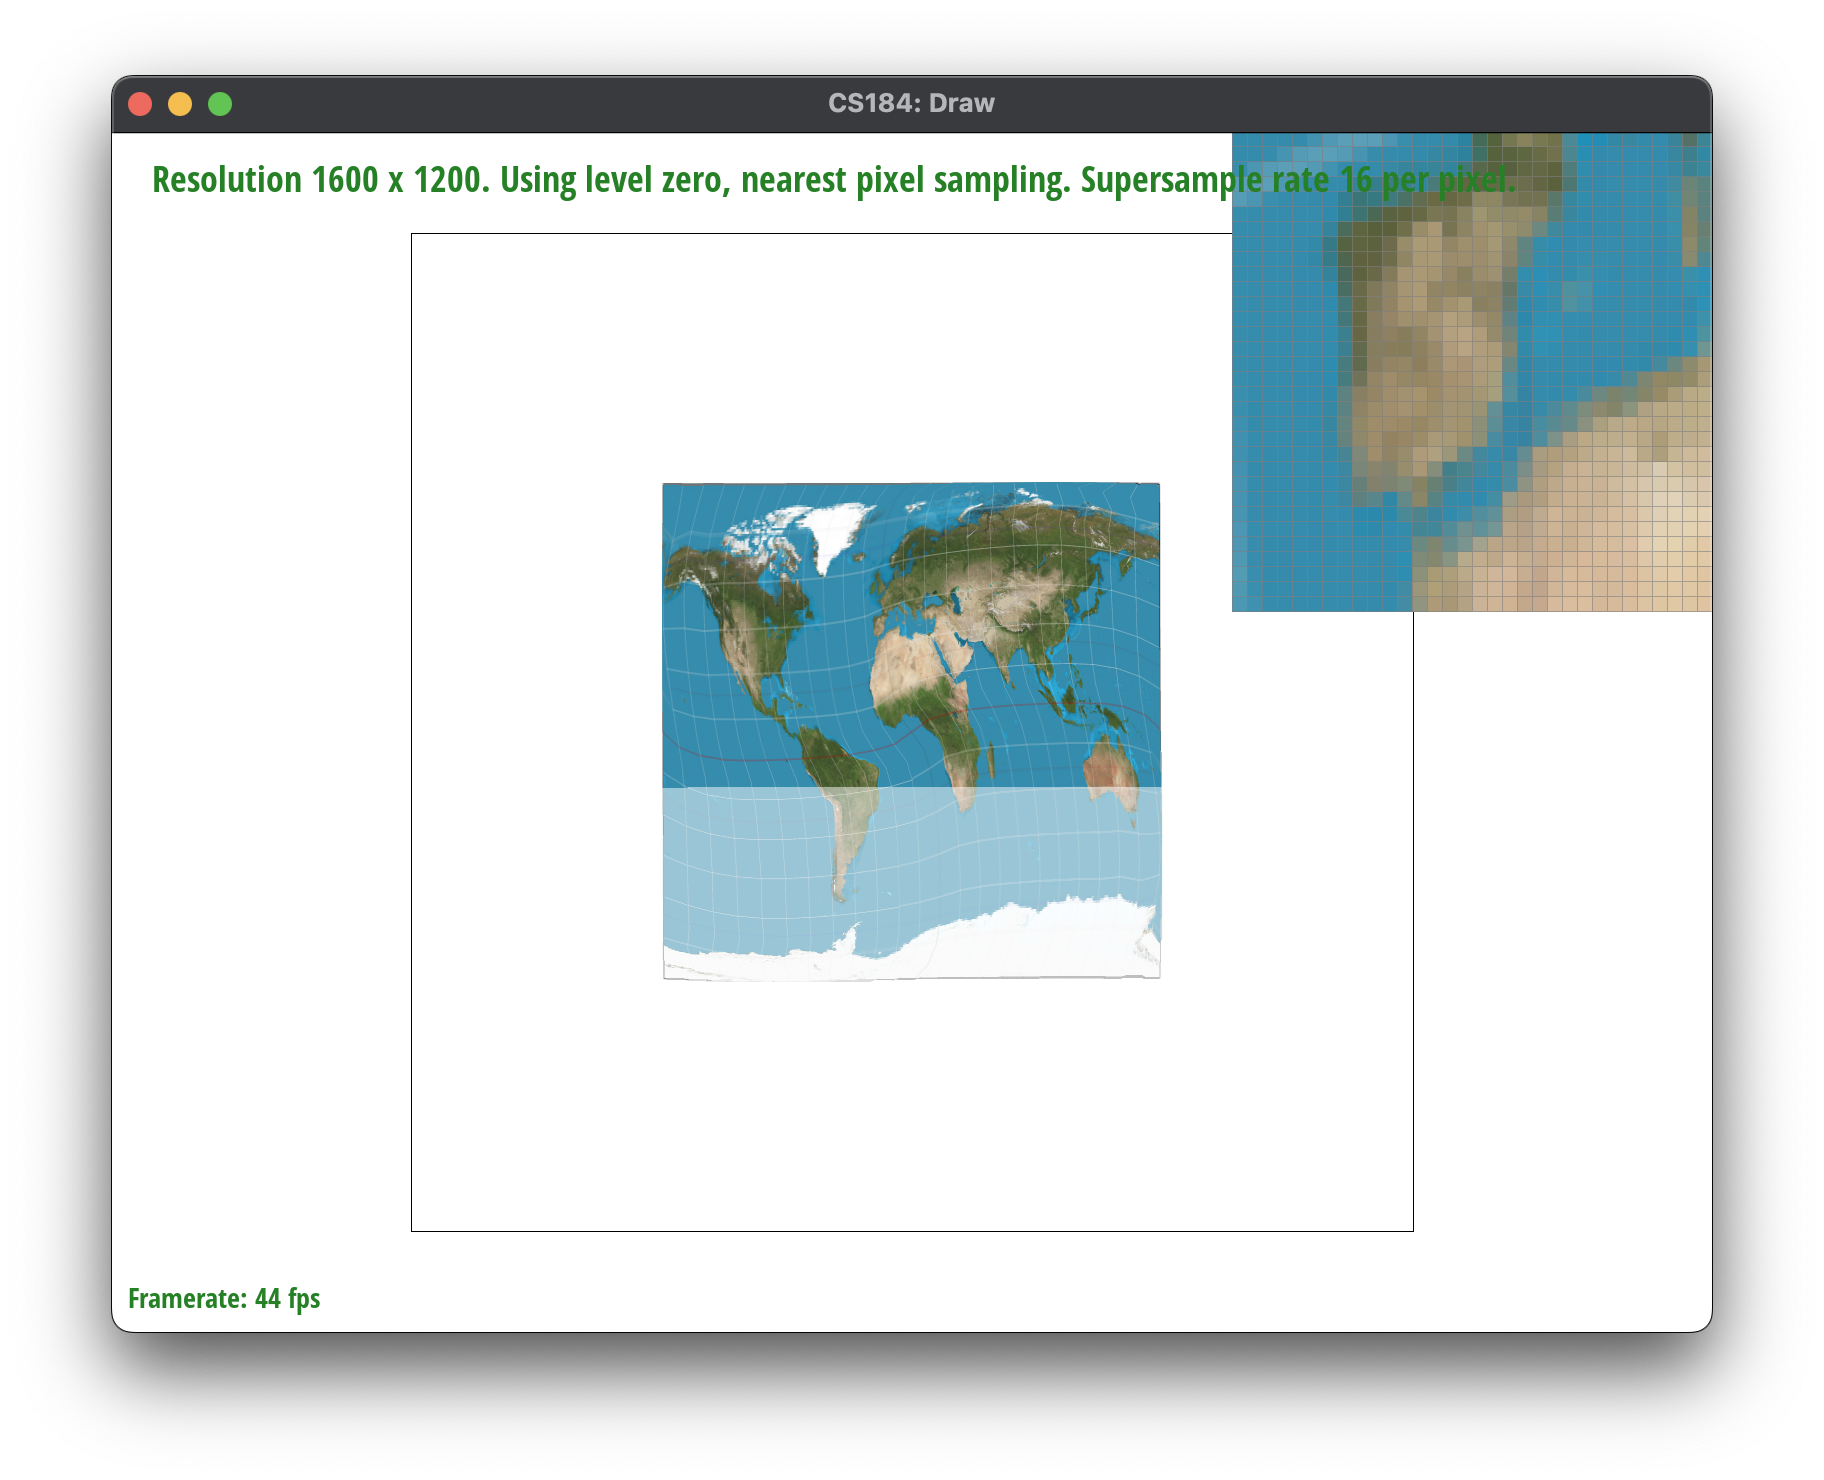 CS184: Draw
Resolution 1600 x 1200. Using level zero, nearest pixel sampling. Supersample rate 16 per pixel.
Framerate: 44 fps